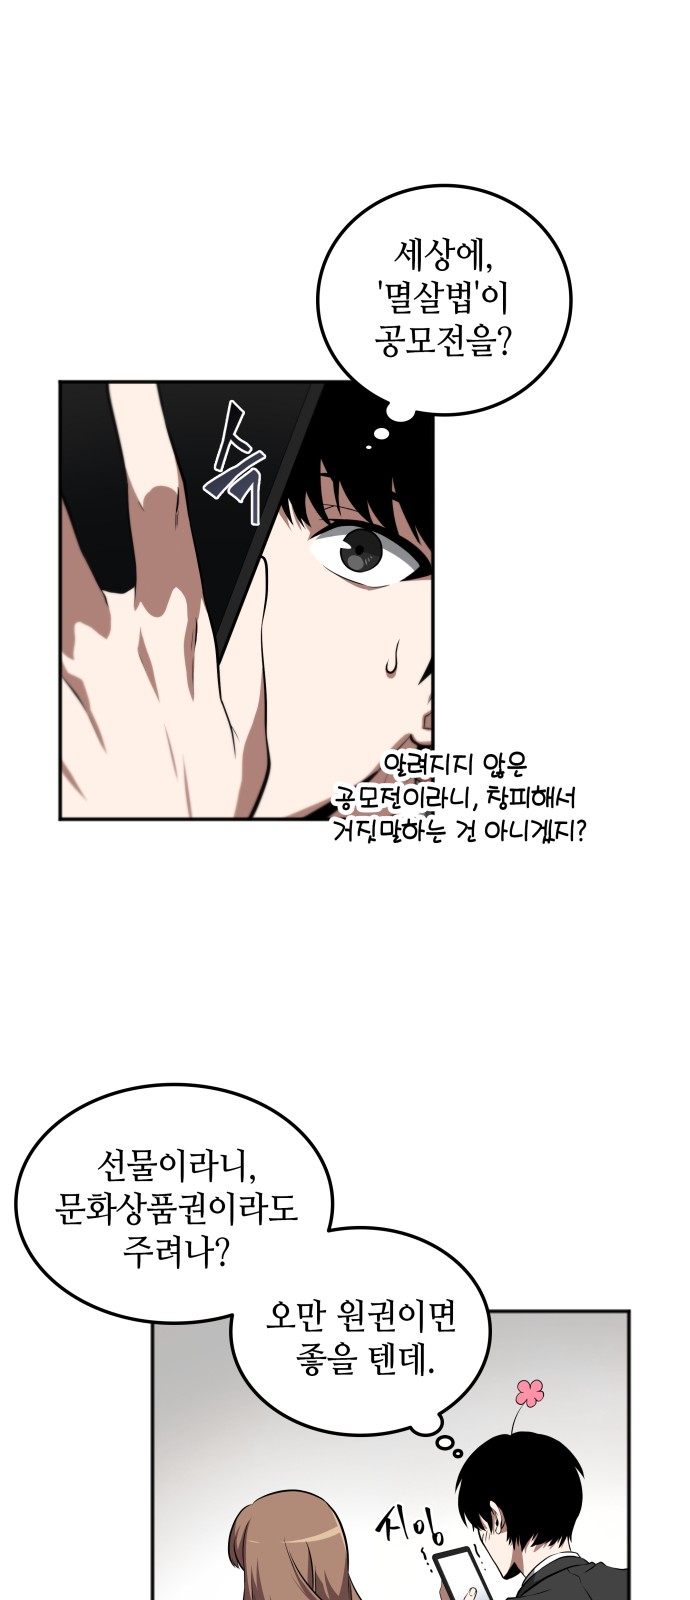 세상에,
'멸살법'이
공모전을?
스윽
알려지지 않은
공모전이라니, 창피해서
거짓말하는 건 아니겠지?
선물이라니,
문화상품권이라도
주려나?
오만 원권이면
좋을 텐데.
지잉